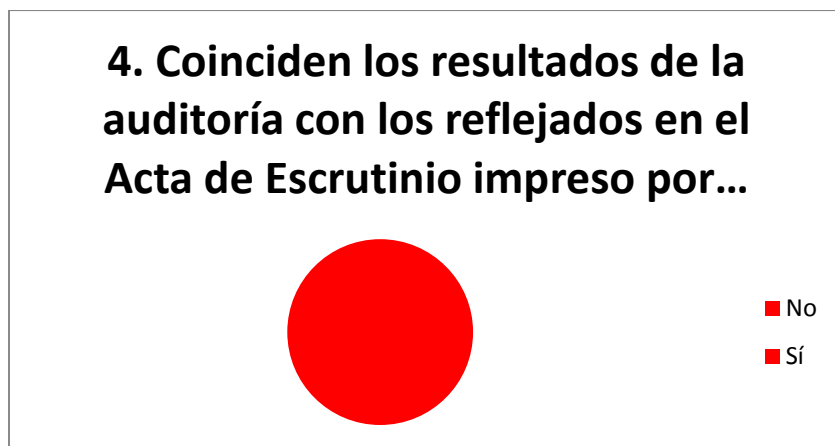 4. Coinciden los resultados de la
auditoría con los reflejados en el
Acta de Escrutinio impreso por…
No
Sí